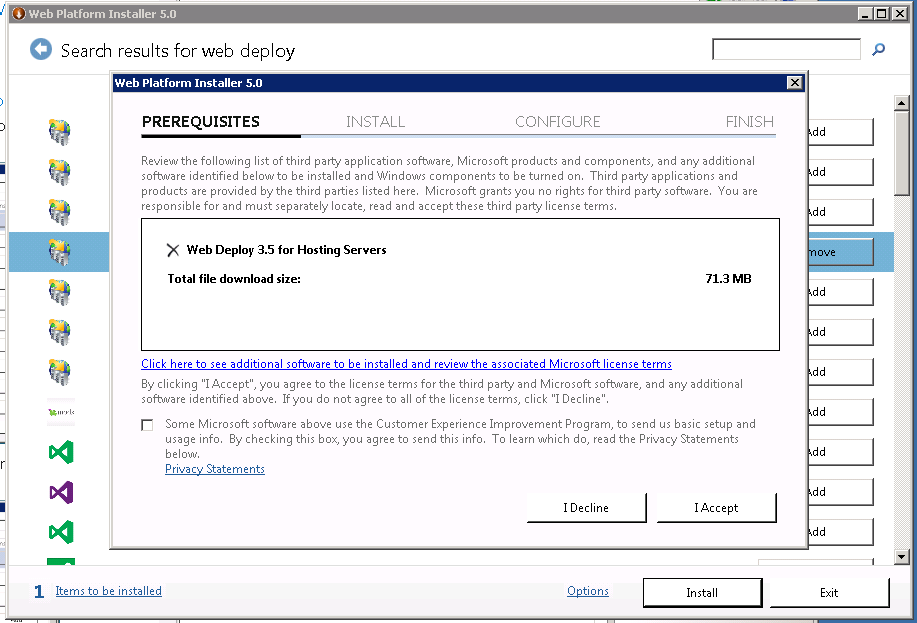 Web Platform Installer 5.0
Search results for web deploy
Web Platform Installer 5.0
PREREQUISITES INSTALL CONFIGURE FINISH
Review the following list of third party application software, Microsoft products and components, and any additional
software identified below to be installed and Windows components to be turned on. Third party applications and
products are provided by the third parties listed here. Microsoft grants you no rights for third party software. You are
responsible for and must separately locate, read and accept these third party license terms.
Web Deploy 3.5 for Hosting Servers
Total file download size: 71.3 MB
Click here to see additional software to be installed and review the associated Microsoft license terms
By clicking "I Accept", you agree to the license terms for the third party and Microsoft software, and any additional
software identified above. If you do not agree to all of the license terms, click "I Decline".
Some Microsoft software above use the Customer Experience Improvement Program, to send us basic setup and
usage info. By checking this box, you agree to send this info. To learn which do, read the Privacy Statements
below.
Privacy Statements
I Decline I Accept
dd
dd
dd
move
dd
dd
dd
dd
dd
dd
dd
1 Items to be installed Options Install Exit